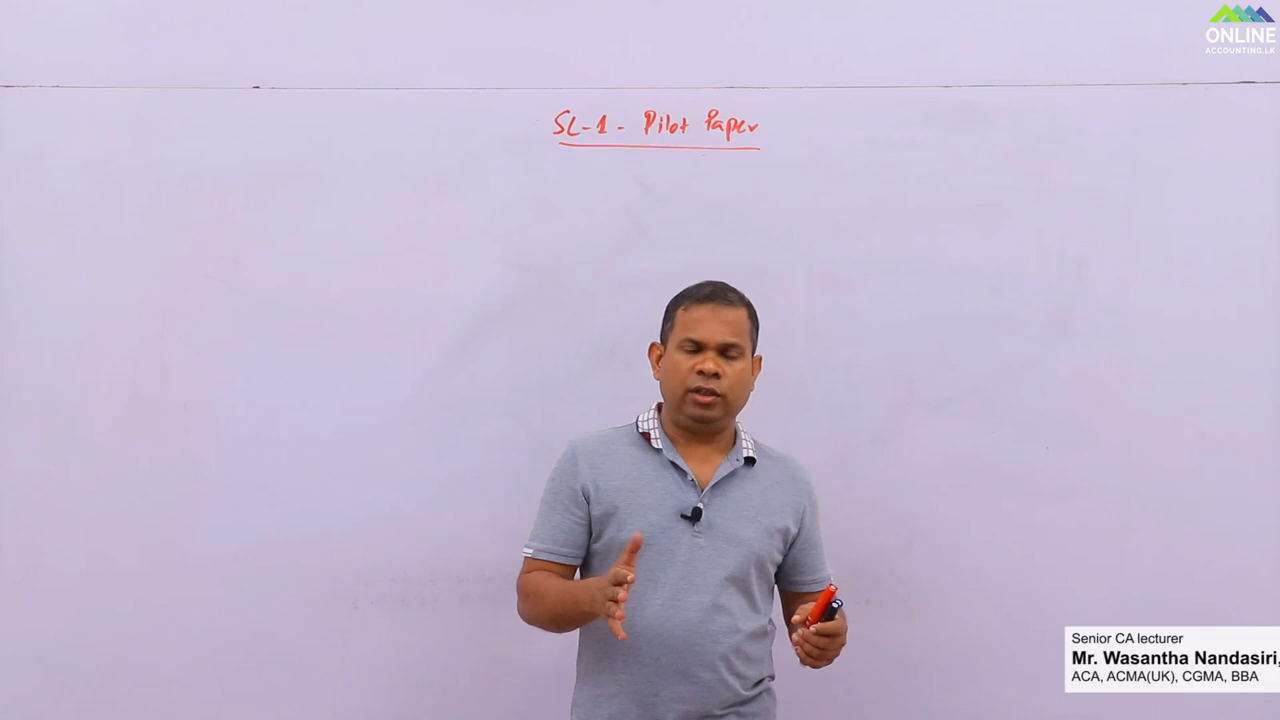 ONLINE
ACCOUNTING.LK
SL-1 - Pilot Paper
Senior CA lecturer
Mr. Wasantha Nandasiri,
ACA, ACMA(UK), CGMA, BBA